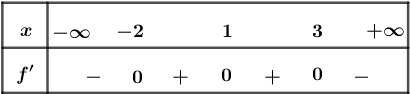 x −∞ −2 1 3 +∞
f′ − 0 + 0 + 0 −